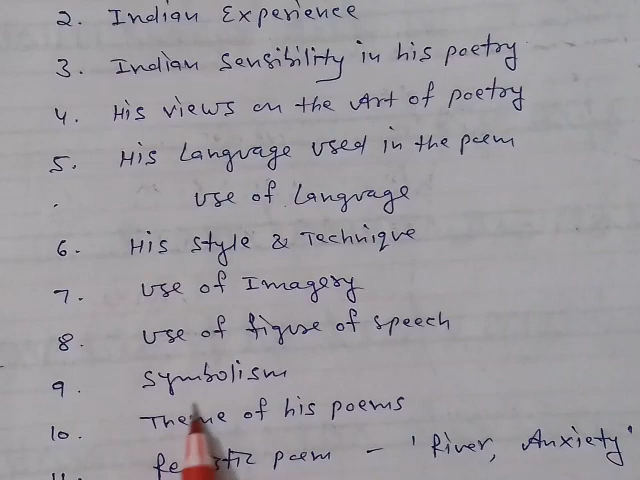 2. Indian Experience
3. Indian Sensibility in his poetry
4. His views on the Art of poetry
5. His Language used in the poem
. use of Language
6. His Style & Technique
7. use of Imagery
8. use of figure of speech
9. Symbolism
10. Theme of his poems
11. poem - 'River, Anxiety'